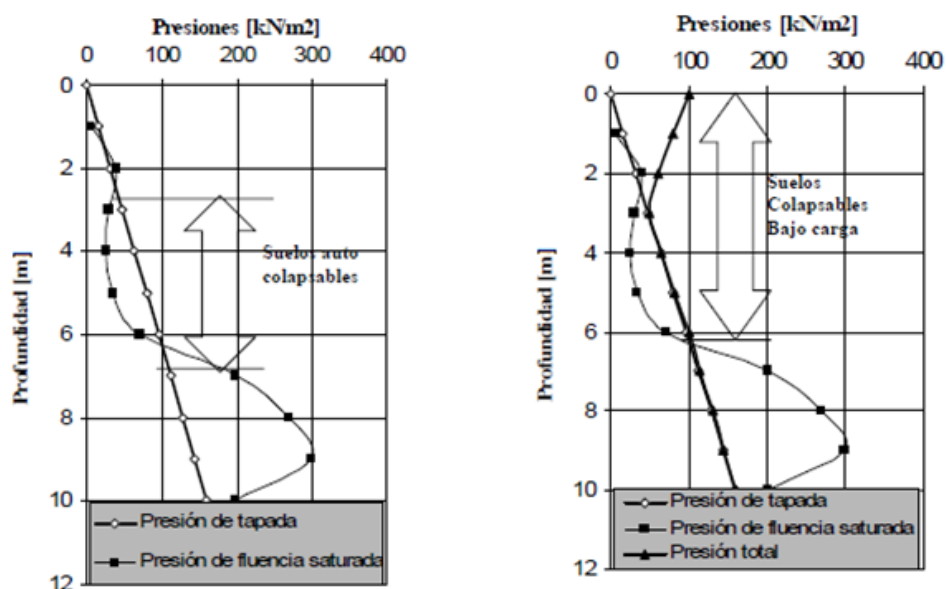 Presiones [kN/m2]
0 100 200 300 400
0
2
4
6
8
10
12
Profundidad [m]
Suelos auto
colapsables
Presión de tapada
Presión de fluencia saturada
Presiones [kN/m2]
0 100 200 300 400
0
2
4
6
8
10
12
Profundidad [m]
Suelos
Colapsables
Bajo carga
Presión de tapada
Presión de fluencia saturada
Presión total